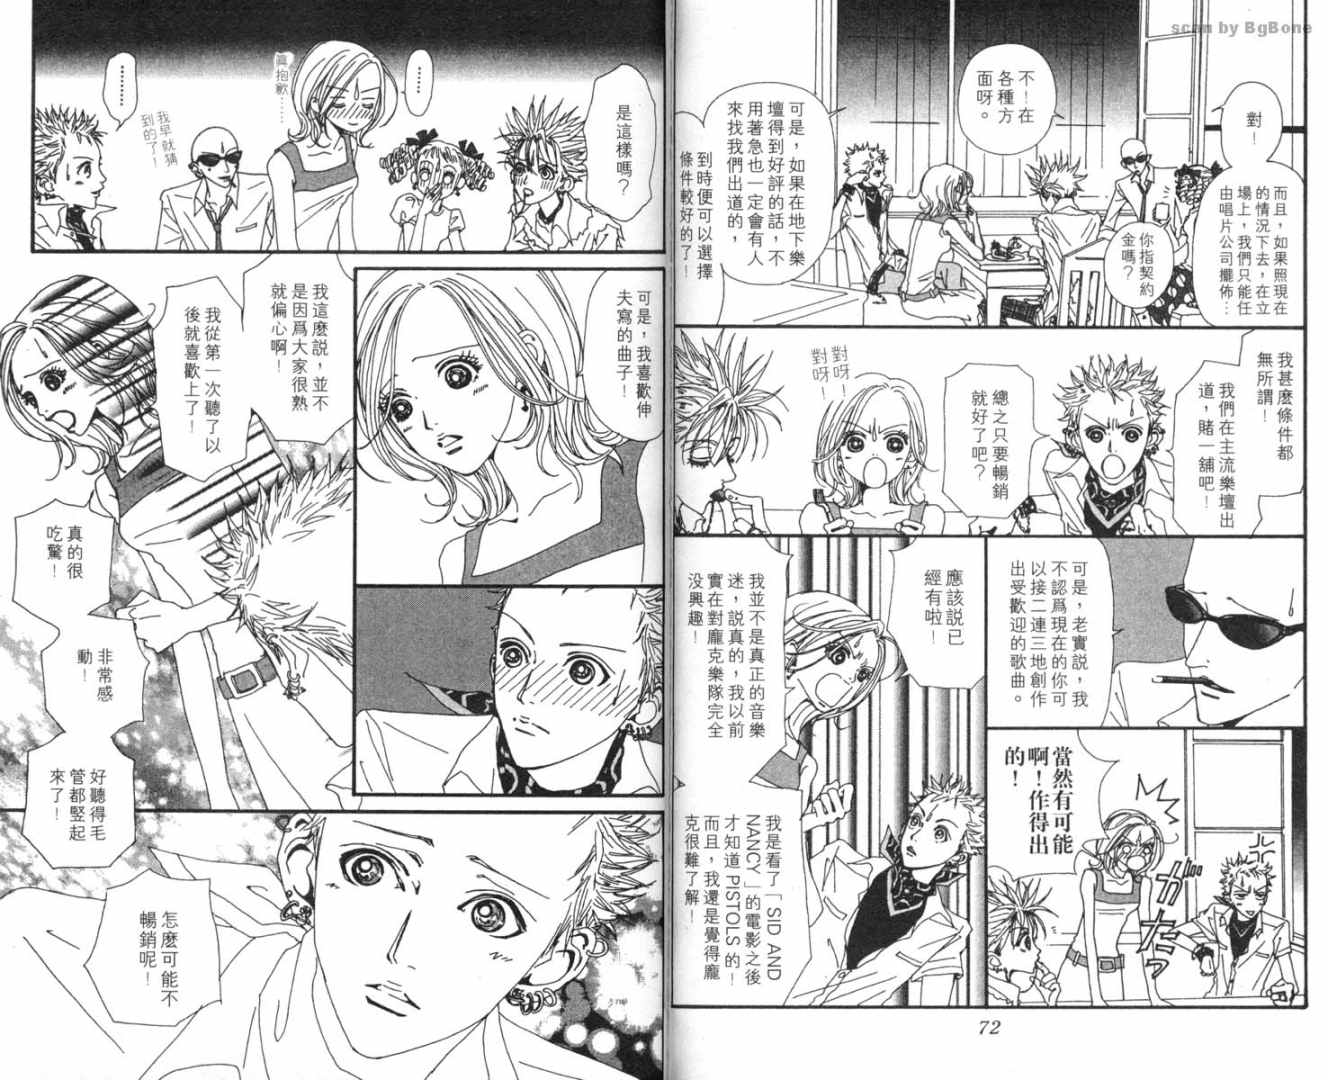 scan by BgBone
對！
而且，如果照現在
的情況下去，在立
場上，我們只能任
由唱片公司擺佈…
不！在
各種方
面呀。
你指契約
金嗎？
可是，如果在地下樂
壇得到好評的話，不
用著急也一定會有人
來找我們出道的，
到時便可以選擇
條件較好的了！
我甚麼條件都
無所謂！
我們在主流樂壇出
道，賭一舖吧！
總之只要暢銷
就好了吧？
對呀！
對呀！
可是，老實說，我
不認爲現在的你可
以接二連三地創作
出受歡迎的歌曲。
應該說已
經有啦！
我並不是真正的音樂
迷，說真的，我以前
實在對龐克樂隊完全
没興趣！
當然有可能
啊！作得出
的！
ガタっ
我是看了「SID AND
NANCY」的電影之後
才知道PISTOLS的！
而且，我還是覺得龐
克很難了解！
72
是這樣嗎？
……
眞抱歉……
……
我早就猜
到的了！
可是，我喜歡伸
夫寫的曲子！
我這麽說，並不
是因爲大家很熟
就偏心啊！
我從第一次聽了以
後就喜歡上了！
真的很
吃驚！
非常感
動！
好聽得毛
管都竪起
來了！
怎麽可能不
暢銷呢！